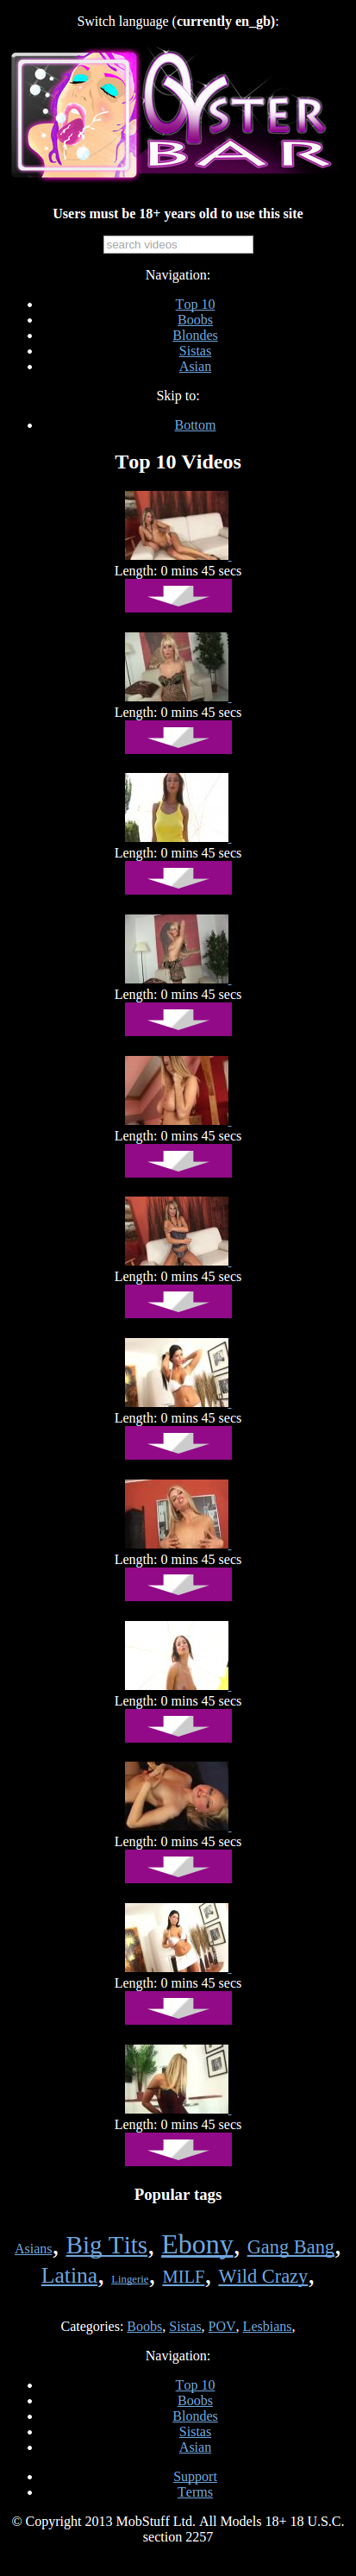 Switch language (currently en_gb):
OYSTER
BAR
Users must be 18+ years old to use this site
search videos
Navigation:
Top 10
Boobs
Blondes
Sistas
Asian
Skip to:
Bottom
Top 10 Videos
Length: 0 mins 45 secs
Length: 0 mins 45 secs
Length: 0 mins 45 secs
Length: 0 mins 45 secs
Length: 0 mins 45 secs
Length: 0 mins 45 secs
Length: 0 mins 45 secs
Length: 0 mins 45 secs
Length: 0 mins 45 secs
Length: 0 mins 45 secs
Length: 0 mins 45 secs
Length: 0 mins 45 secs
Popular tags
Asians, Big Tits, Ebony, Gang Bang,
Latina, Lingerie, MILF, Wild Crazy,
Categories: Boobs, Sistas, POV, Lesbians,
Navigation:
Top 10
Boobs
Blondes
Sistas
Asian
Support
Terms
© Copyright 2013 MobStuff Ltd. All Models 18+ 18 U.S.C.
section 2257